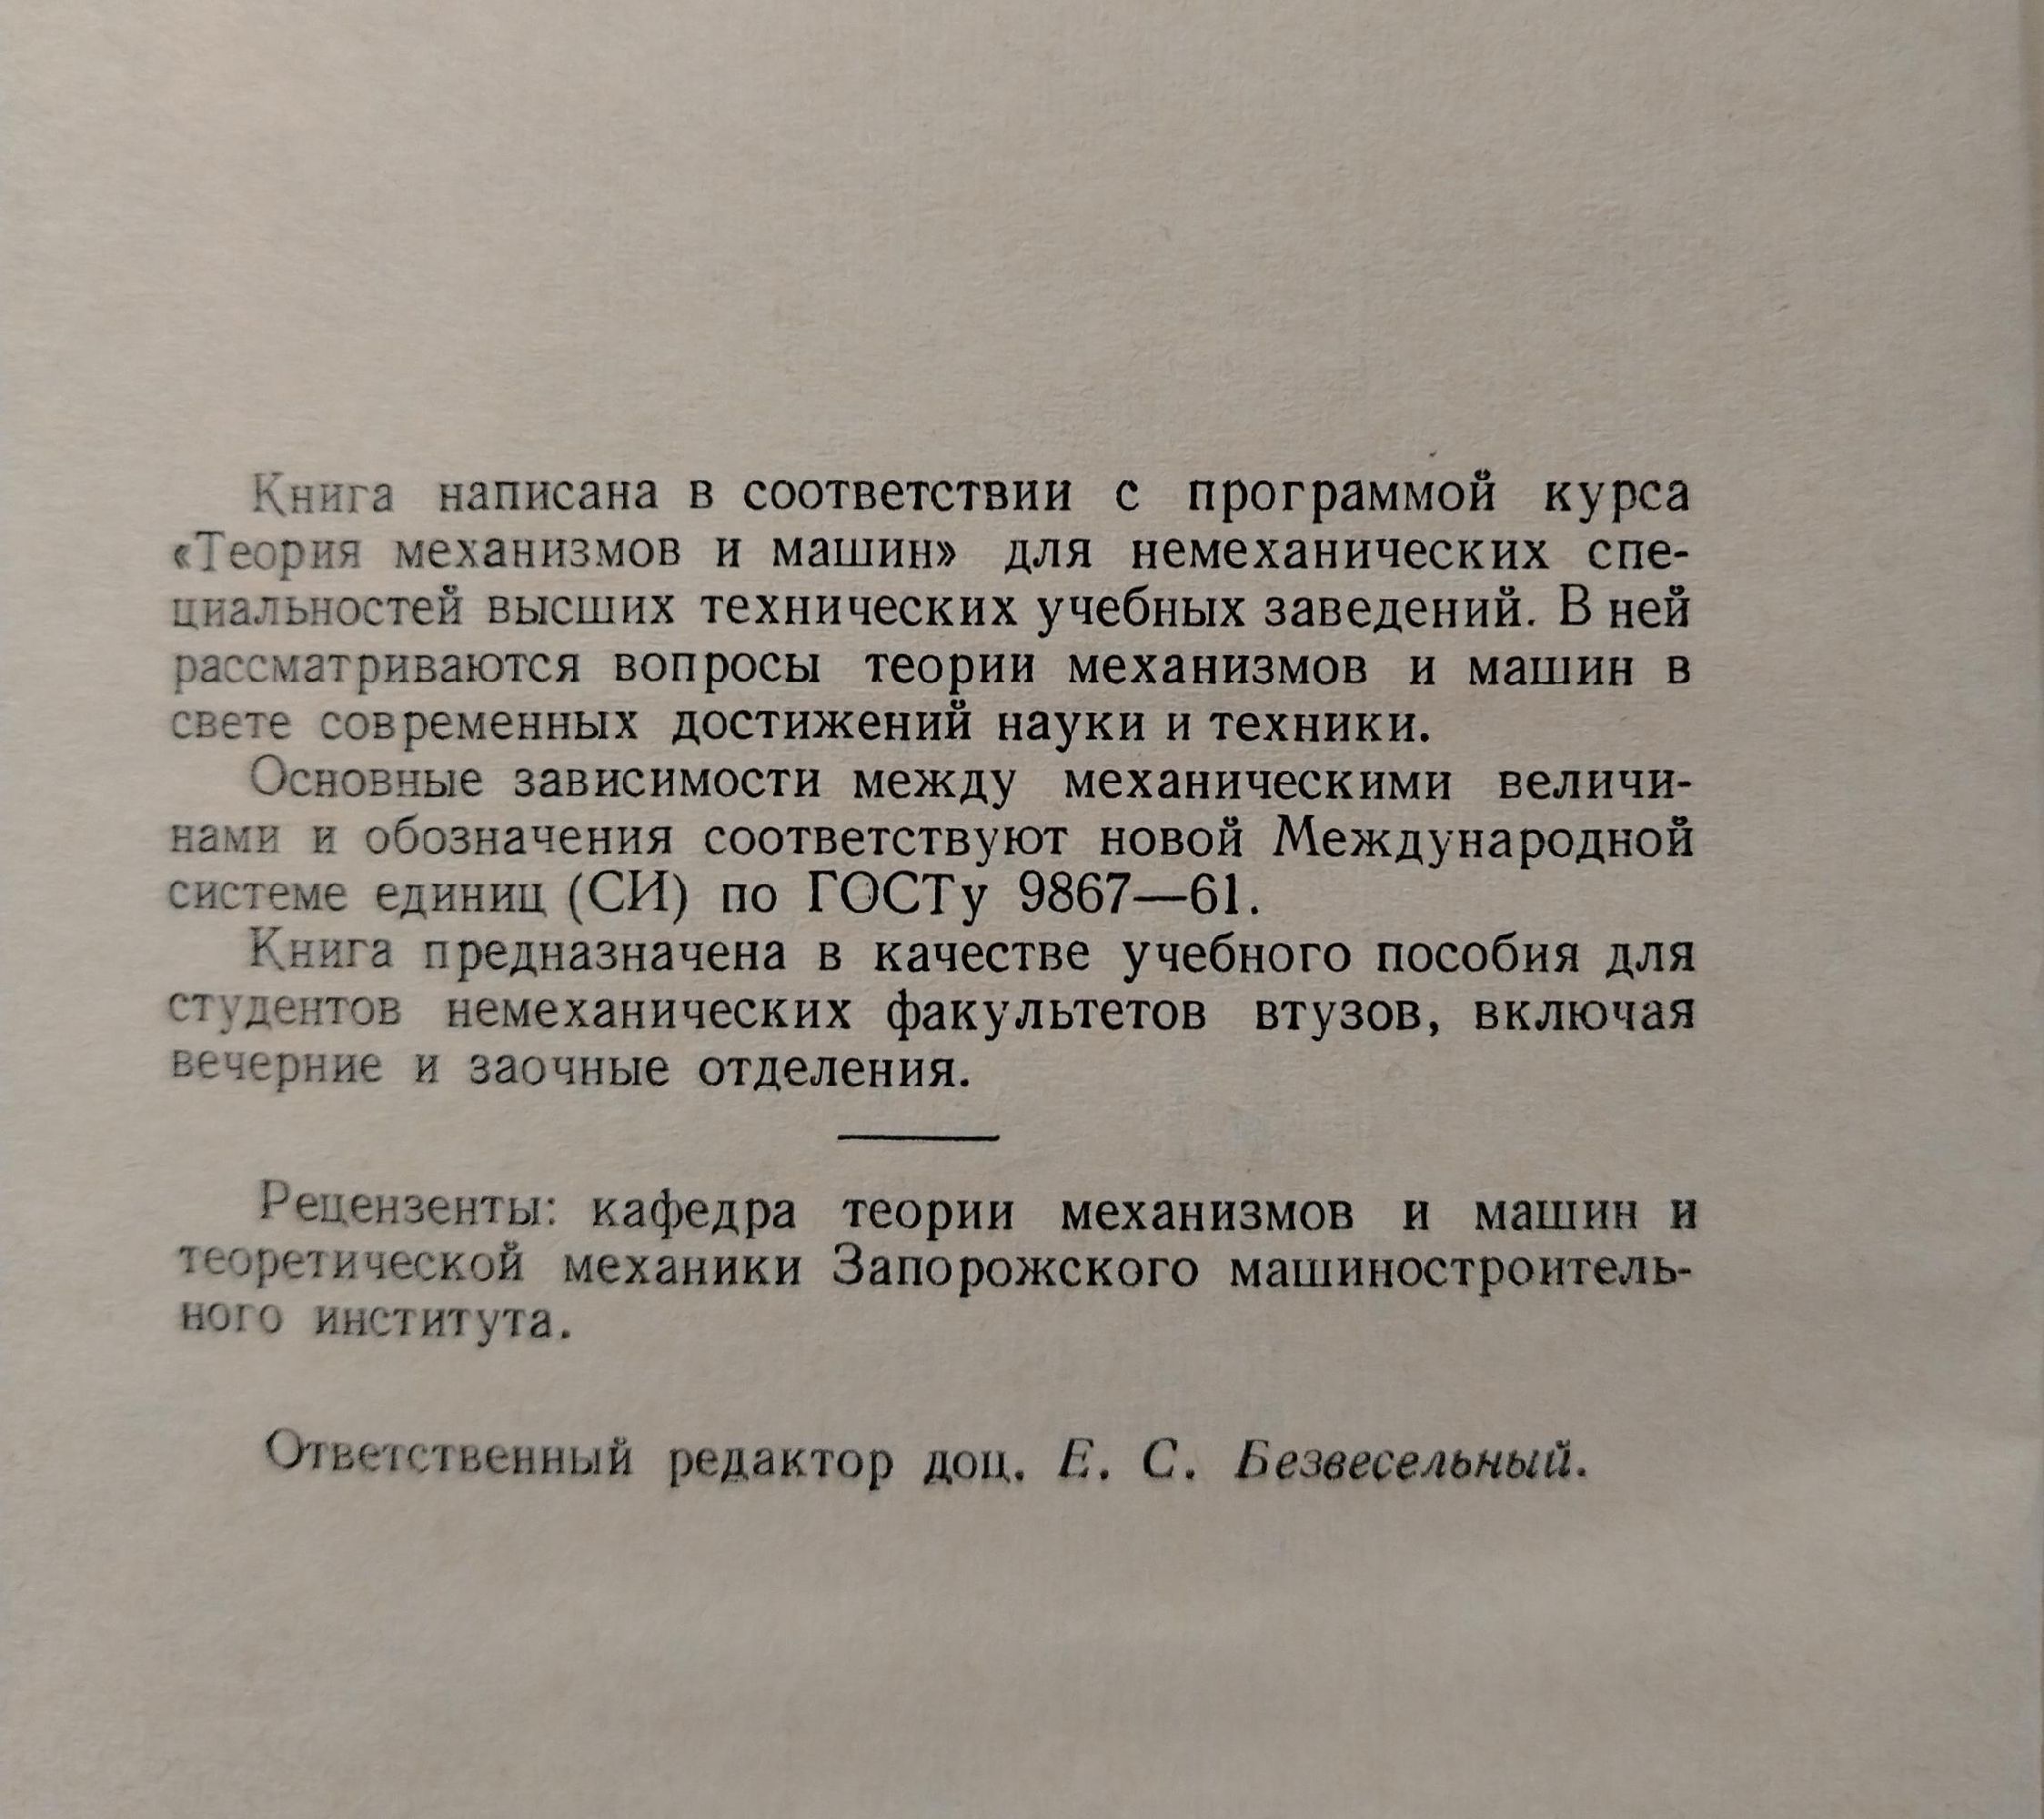 Книга написана в соответствии с программой курса
«Теория механизмов и машин» для немеханических спе-
циальностей высших технических учебных заведений. В ней
рассматриваются вопросы теории механизмов и машин в
свете современных достижений науки и техники.
Основные зависимости между механическими величи-
нами и обозначения соответствуют новой Международной
системе единиц (СИ) по ГОСТу 9867—61.
Книга предназначена в качестве учебного пособия для
студентов немеханических факультетов втузов, включая
вечерние и заочные отделения.
Рецензенты: кафедра теории механизмов и машин и
теоретической механики Запорожского машиностроитель-
ного института.
Ответственный редактор доц. Е. С. Безвесельный.